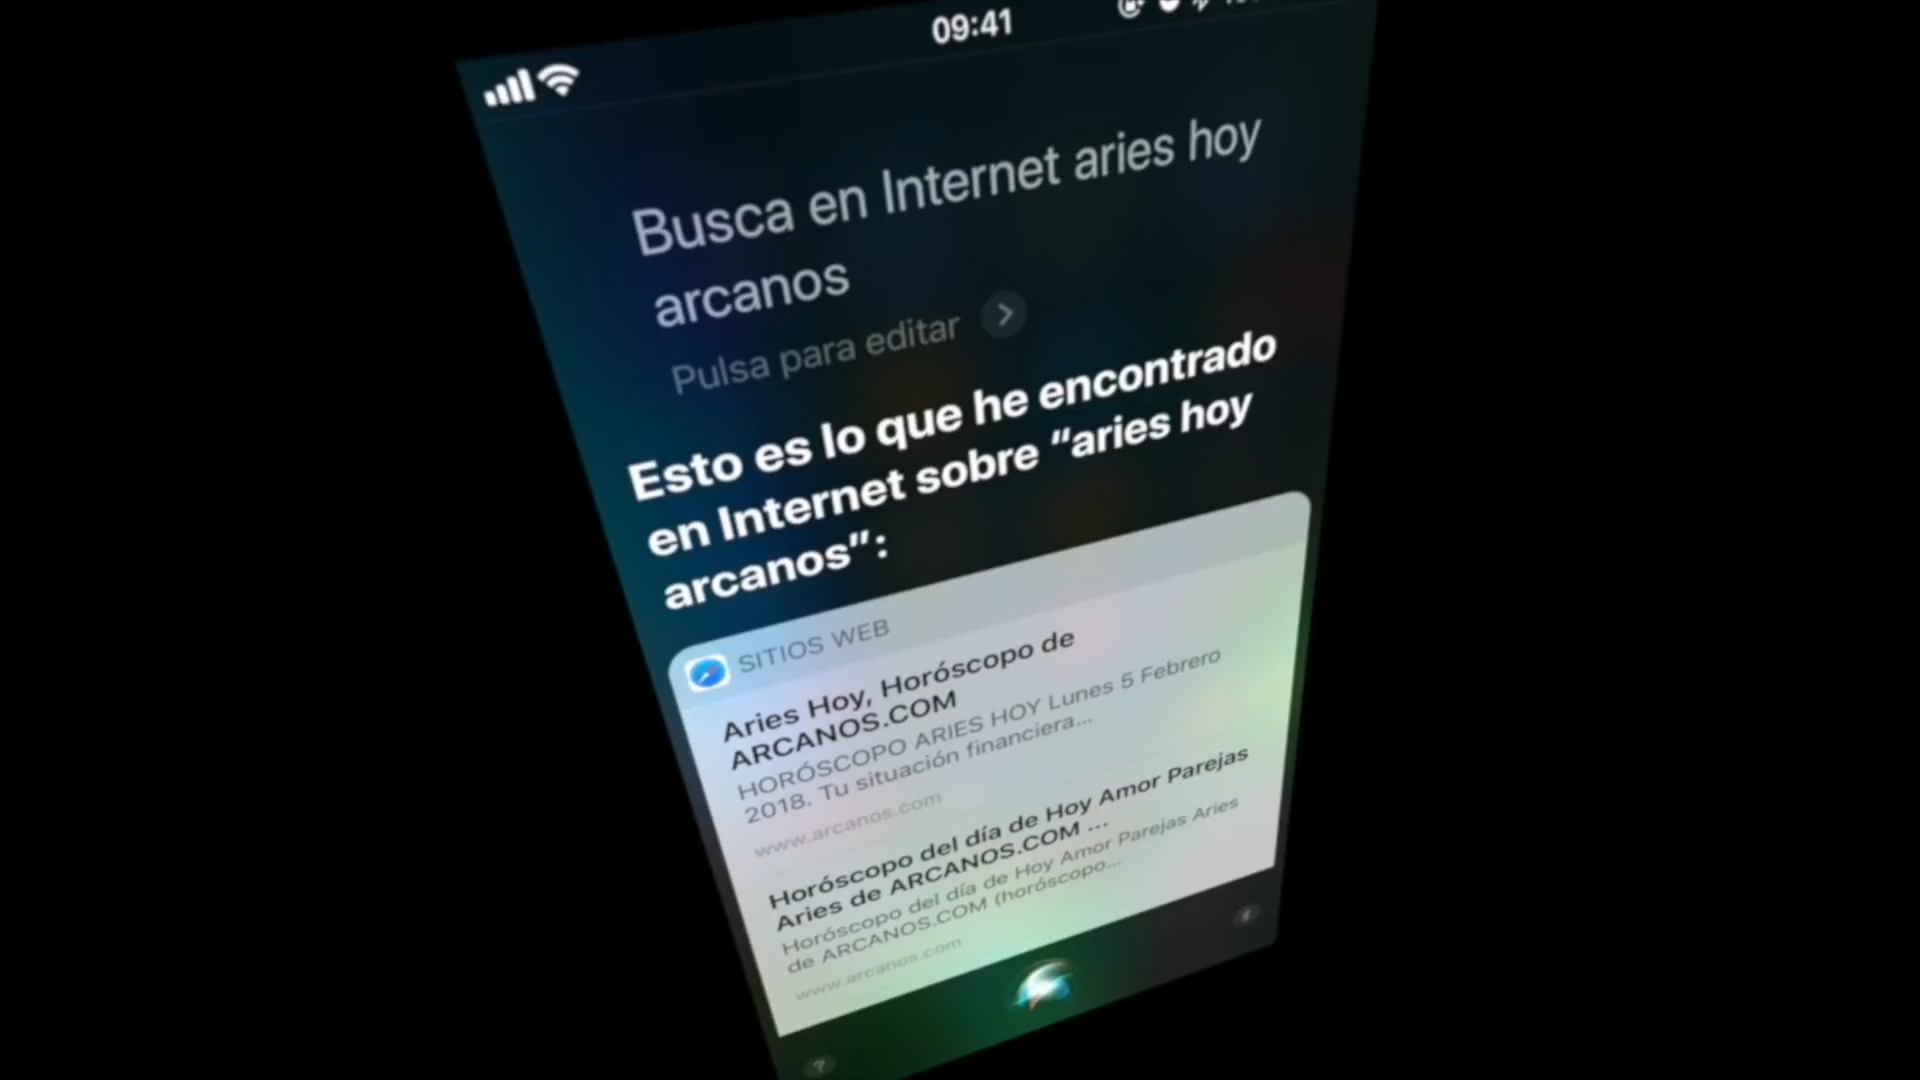 09:41
Busca en Internet aries hoy
arcanos
Pulsa para editar
Esto es lo que he encontrado
en Internet sobre "aries hoy
arcanos":
SITIOS WEB
Aries Hoy, Horóscopo de
ARCANOS.COM
HORÓSCOPO ARIES HOY Lunes 5 Febrero
2018. Tu situación financiera...
www.arcanos.com
Horóscopo del día de Hoy Amor Parejas
Aries de ARCANOS.COM ...
Horóscopo del día de Hoy Amor Parejas Aries
de ARCANOS.COM (horóscopo...
www.arcanos.com
?